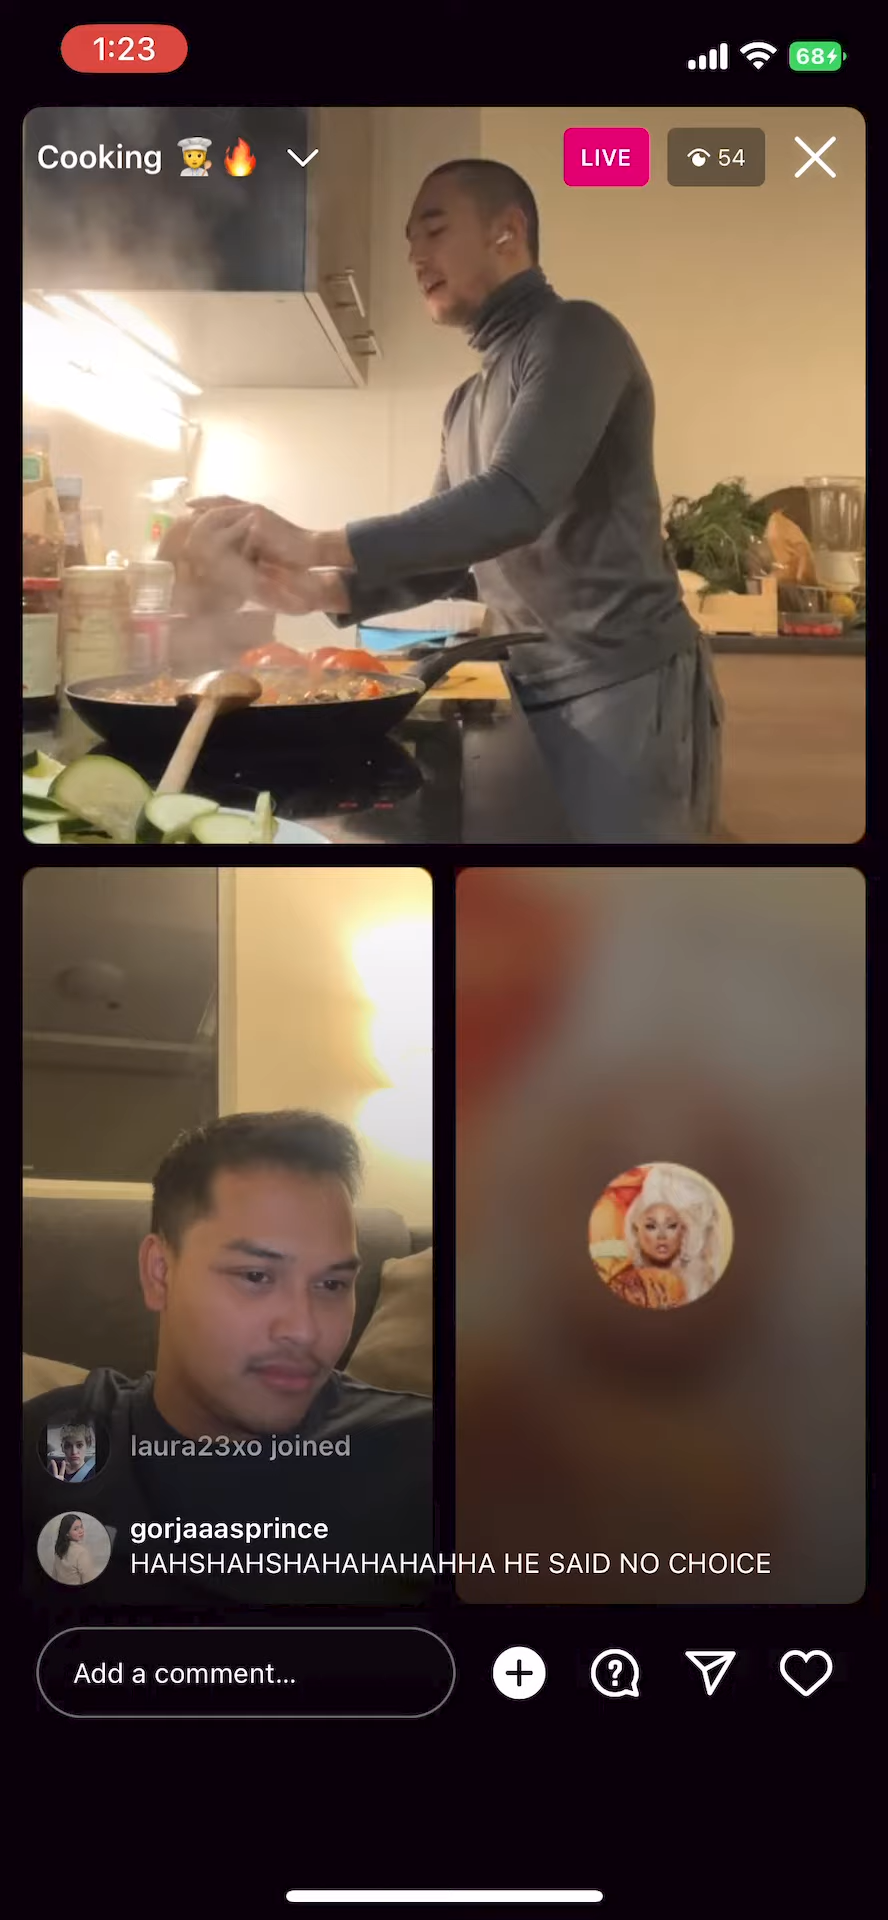 1:23
68
Cooking 👨‍🍳🔥
LIVE
54
laura23xo joined
gorjaaasprince
HAHSHAHSHAHAHAHAHHA HE SAID NO CHOICE
Add a comment...